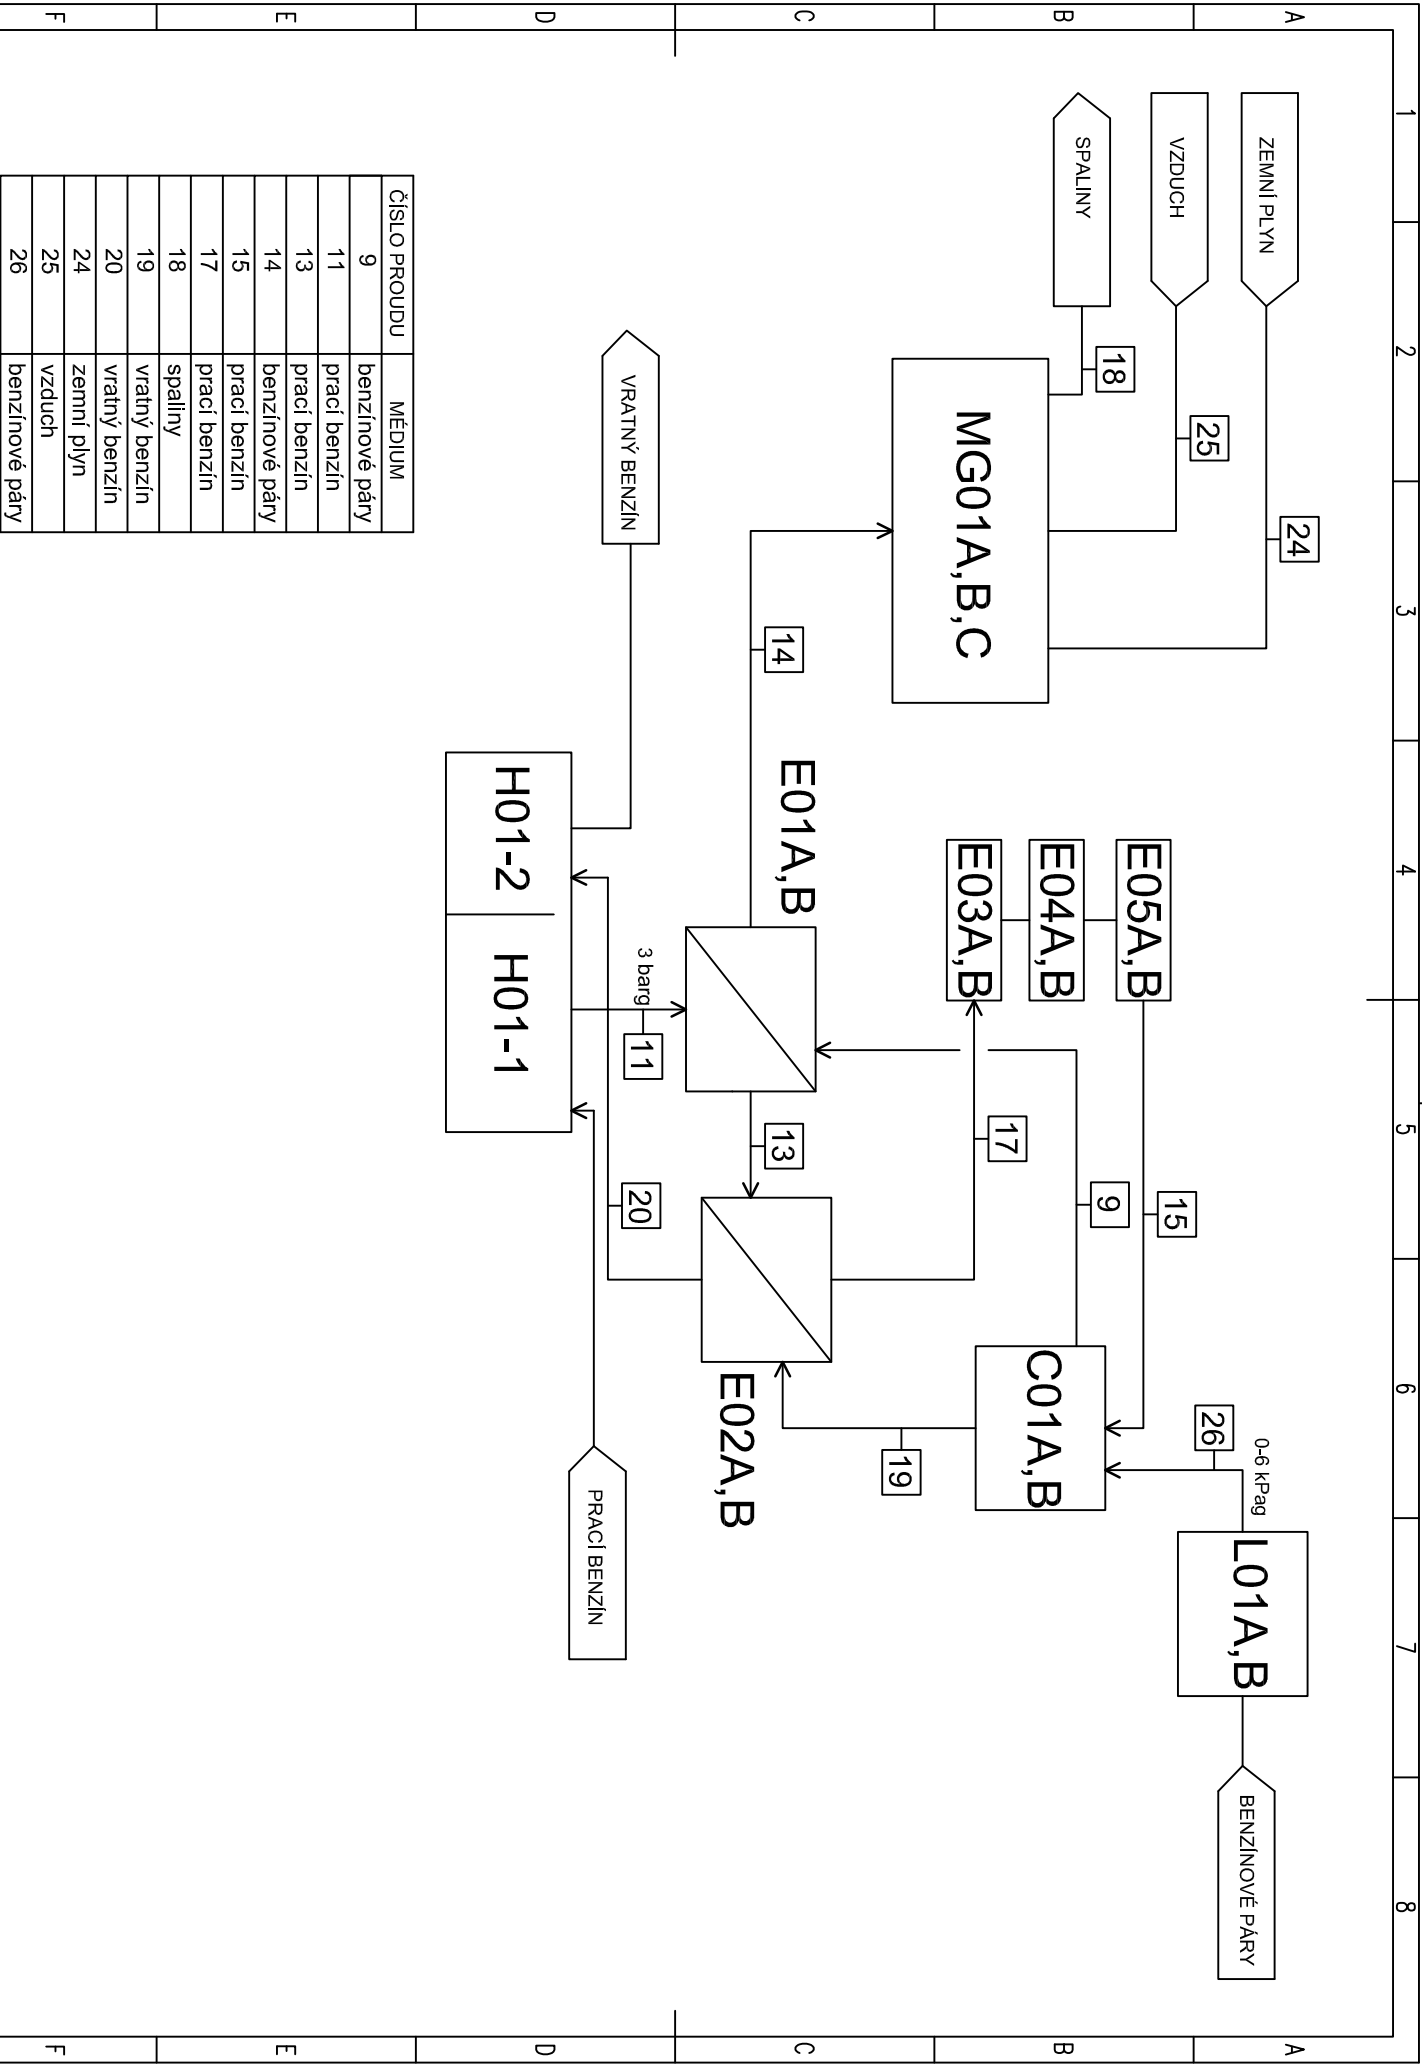 1
2
3
4
5
6
7
8
A
B
C
D
E
F
A
B
C
D
E
F
ZEMNÍ PLYN
24
VZDUCH
25
SPALINY
18
MG01A,B,C
14
VRATNÝ BENZÍN
E05A,B
E04A,B
E03A,B
E01A,B
15
9
17
13
3 barg
11
20
H01-2
H01-1
BENZÍNOVÉ PÁRY
L01A,B
0-6 kPag
26
C01A,B
19
E02A,B
PRACÍ BENZÍN
ČÍSLO PROUDU MÉDIUM
9 benzínové páry
11 prací benzín
13 prací benzín
14 benzínové páry
15 prací benzín
17 prací benzín
18 spaliny
19 vratný benzín
20 vratný benzín
24 zemní plyn
25 vzduch
26 benzínové páry